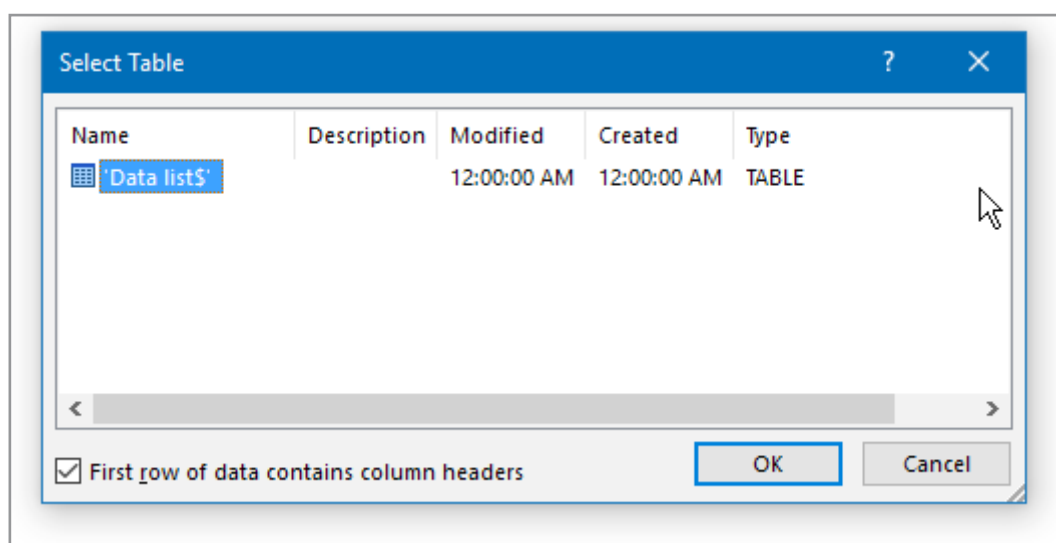 Select Table ?
Name Description Modified Created Type
'Data list$' 12:00:00 AM 12:00:00 AM TABLE
First row of data contains column headers OK Cancel